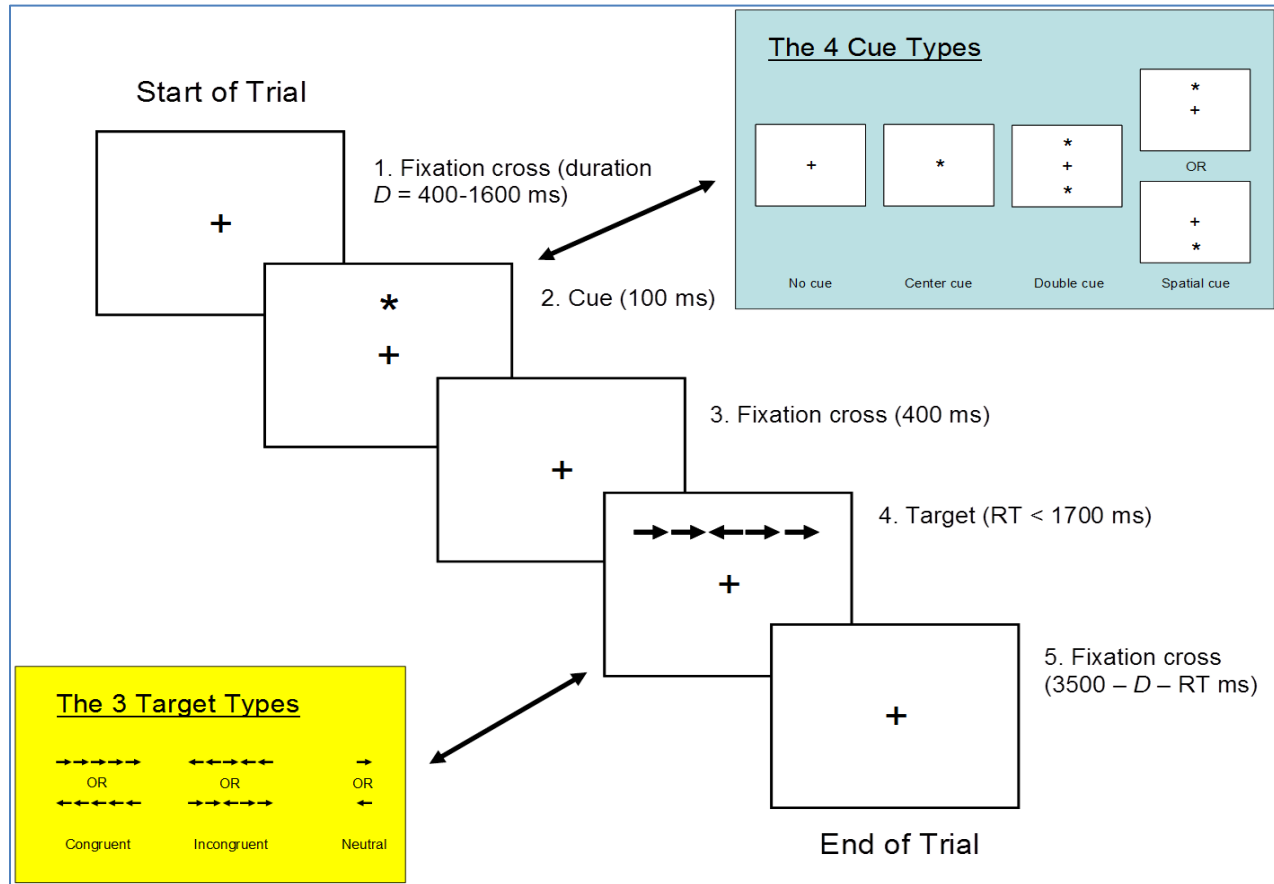 Start of Trial
1. Fixation cross (duration
D = 400-1600 ms)
2. Cue (100 ms)
3. Fixation cross (400 ms)
4. Target (RT < 1700 ms)
5. Fixation cross
(3500 – D – RT ms)
End of Trial
The 4 Cue Types
+
*
*
+
*
*
+
OR
+
*
No cue
Center cue
Double cue
Spatial cue
+
*
+
+
+
+
The 3 Target Types
OR
OR
OR
Congruent
Incongruent
Neutral